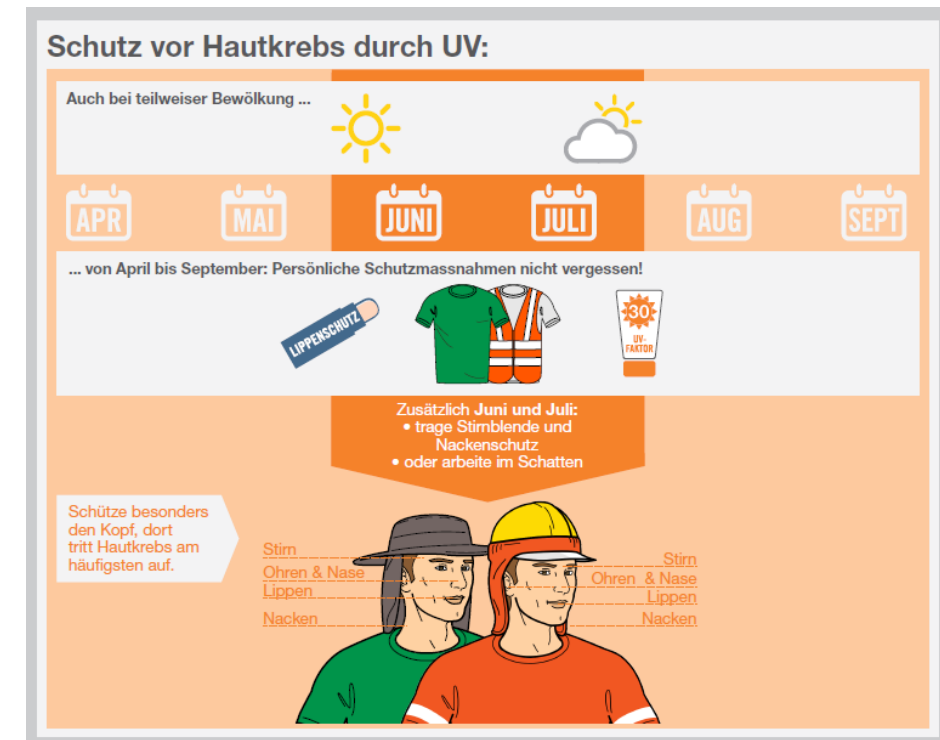 Schutz vor Hautkrebs durch UV:
Auch bei teilweiser Bewölkung ...
APR
MAI
JUNI
JULI
AUG
SEPT
... von April bis September: Persönliche Schutzmassnahmen nicht vergessen!
LIPPENSCHUTZ
30
UV-
FAKTOR
Zusätzlich Juni und Juli:
• trage Stirnblende und
Nackenschutz
• oder arbeite im Schatten
Schütze besonders
den Kopf, dort
tritt Hautkrebs am
häufigsten auf.
Stirn
Ohren & Nase
Lippen
Nacken
Stirn
Ohren & Nase
Lippen
Nacken